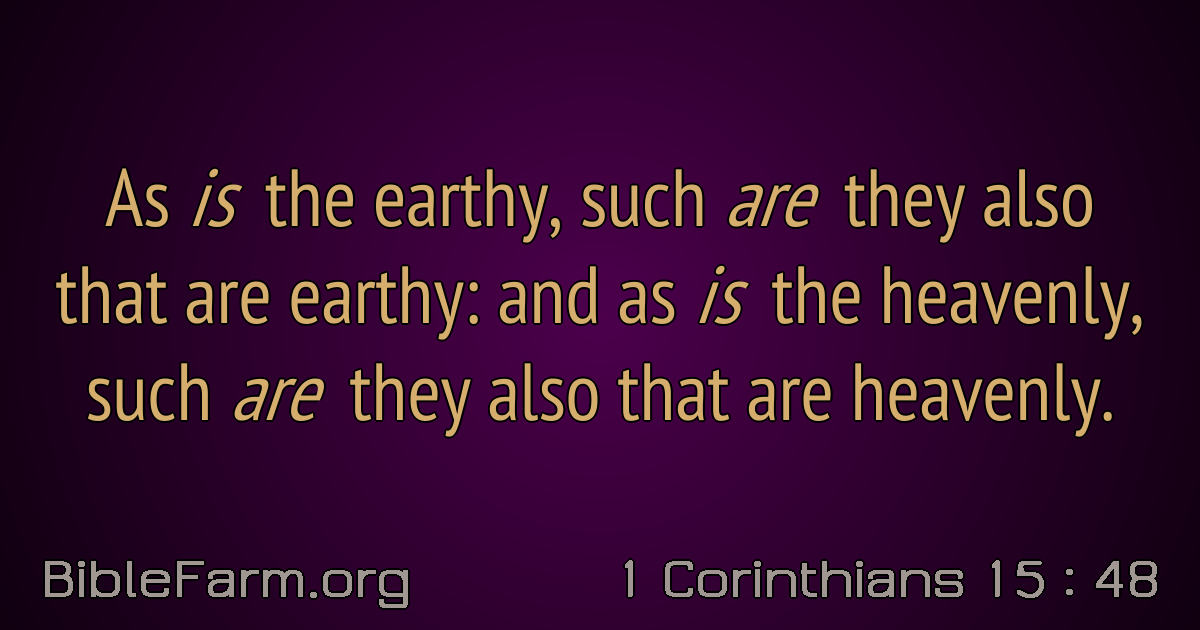 As is the earthy, such are they also
that are earthy: and as is the heavenly,
such are they also that are heavenly.
BibleFarm.org
1 Corinthians 15 : 48